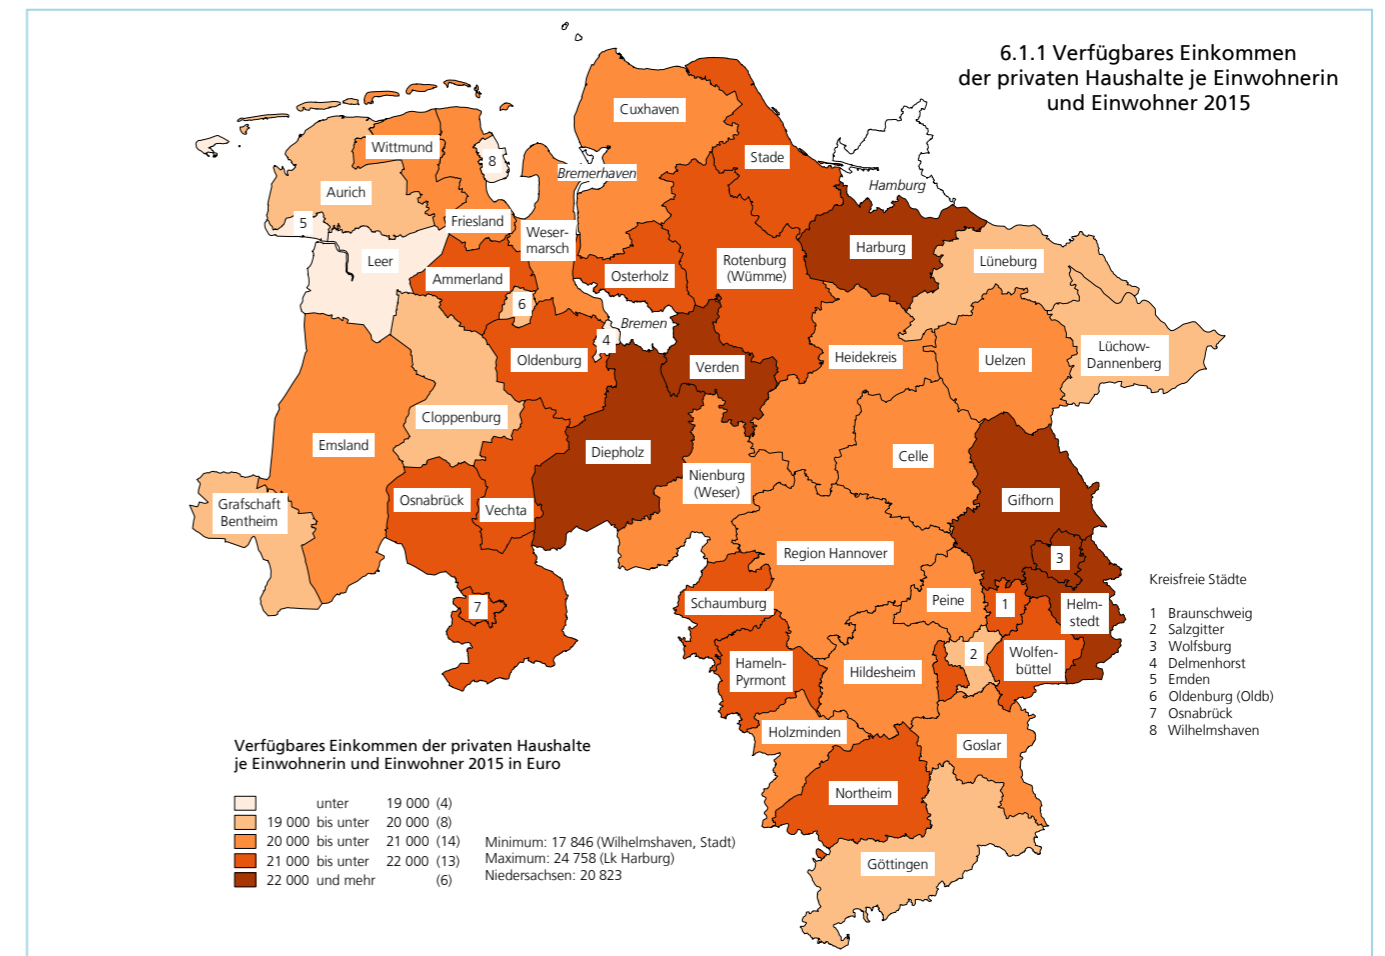 6.1.1 Verfügbares Einkommen
der privaten Haushalte je Einwohnerin
und Einwohner 2015
Cuxhaven
Wittmund
8
Stade
Bremerhaven
Aurich
Hamburg
5
Friesland
Weser-
marsch
Harburg
Leer
Lüneburg
Ammerland
Osterholz
Rotenburg
(Wümme)
6
Bremen
4
Oldenburg
Verden
Heidekreis
Uelzen
Lüchow-
Dannenberg
Cloppenburg
Emsland
Diepholz
Celle
Nienburg
(Weser)
Grafschaft
Bentheim
Osnabrück
Vechta
Gifhorn
Region Hannover
3
Kreisfreie Städte
7
Schaumburg
Peine
1
Helm-
stedt
1 Braunschweig
2 Salzgitter
3 Wolfsburg
4 Delmenhorst
5 Emden
6 Oldenburg (Oldb)
7 Osnabrück
8 Wilhelmshaven
2
Wolfen-
büttel
Hameln-
Pyrmont
Hildesheim
Holzminden
Goslar
Northeim
Göttingen
Verfügbares Einkommen der privaten Haushalte
je Einwohnerin und Einwohner 2015 in Euro
unter 19 000 (4)
19 000 bis unter 20 000 (8)
20 000 bis unter 21 000 (14)
21 000 bis unter 22 000 (13)
22 000 und mehr (6)
Minimum: 17 846 (Wilhelmshaven, Stadt)
Maximum: 24 758 (Lk Harburg)
Niedersachsen: 20 823